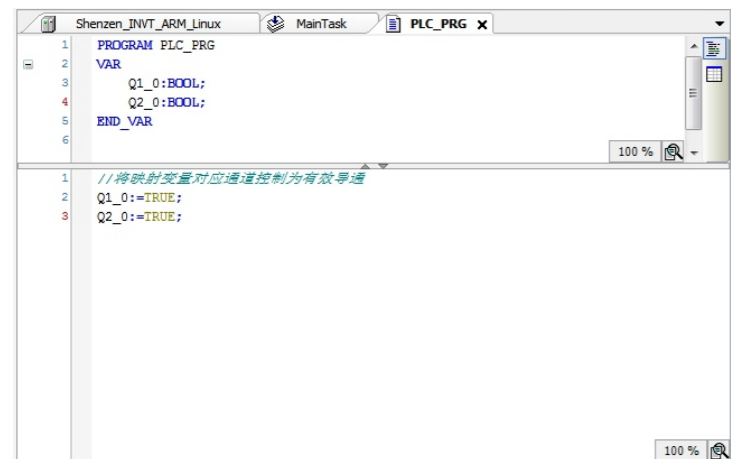 Shenzen_INVT_ARM_Linux MainTask PLC_PRG X
1 PROGRAM PLC_PRG
2 VAR
3 Q1_0:BOOL;
4 Q2_0:BOOL;
5 END_VAR
6
100 %
1 //将映射变量对应通道控制为有效导通
2 Q1_0:=TRUE;
3 Q2_0:=TRUE;
100 %